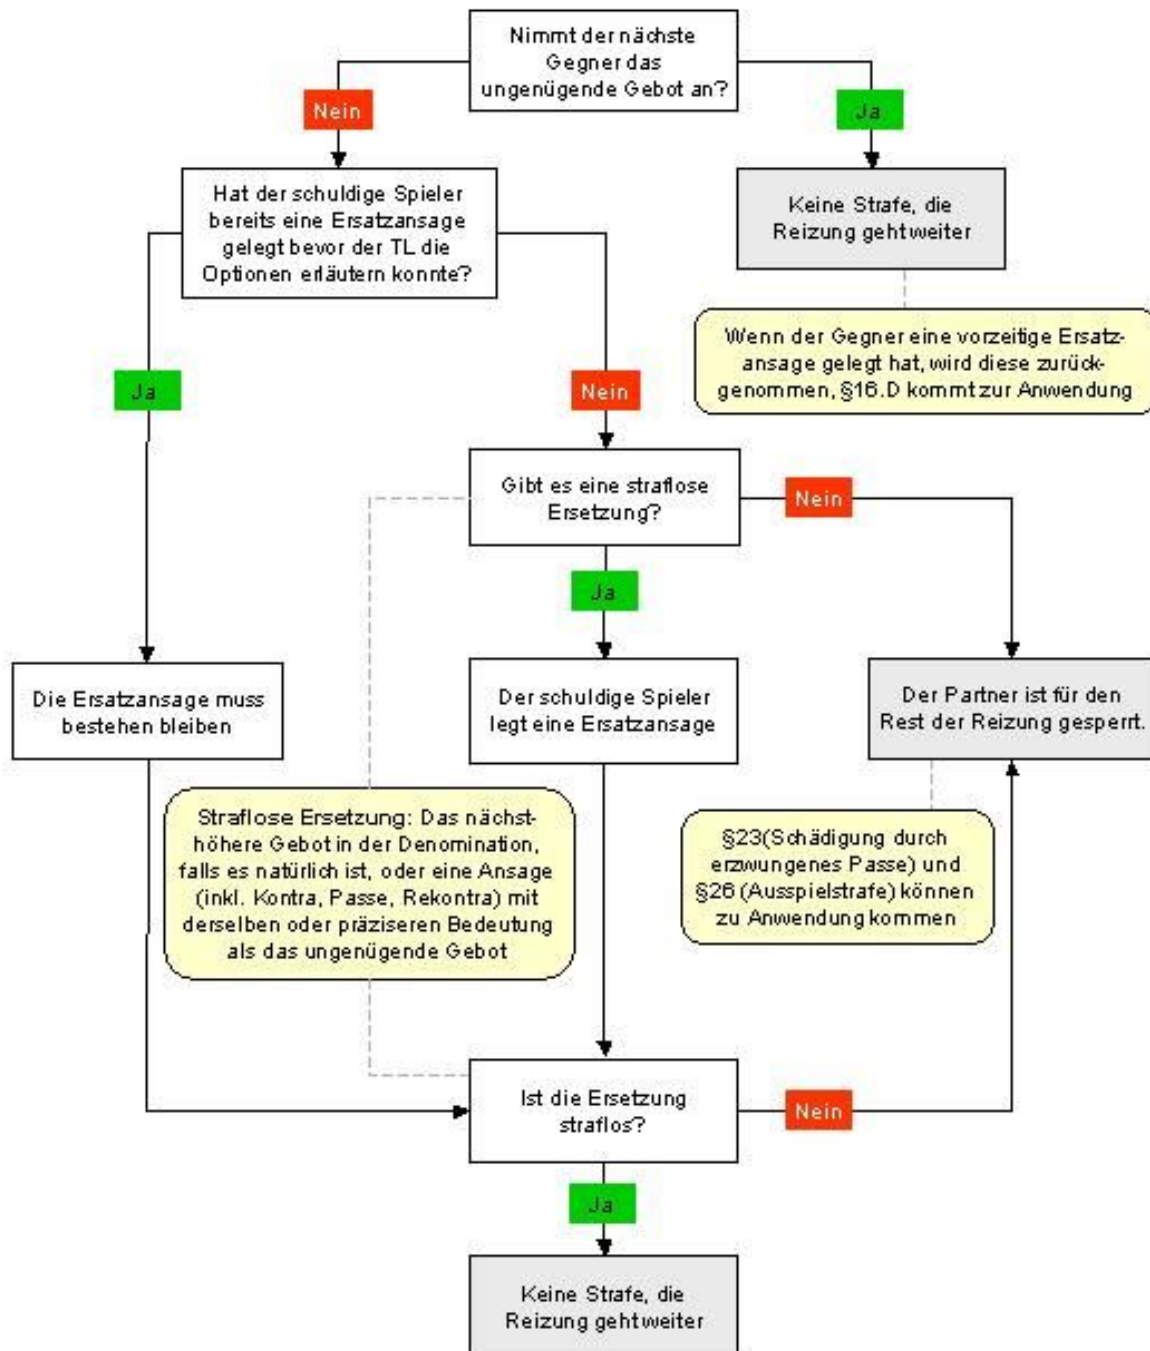 Nimmt der nächste
Gegner das
ungenügende Gebot an?
Nein
Ja
Hat der schuldige Spieler
bereits eine Ersatzansage
gelegt bevor der TL die
Optionen erläutern konnte?
Keine Strafe, die
Reizung geht weiter
Wenn der Gegner eine vorzeitige Ersatz-
ansage gelegt hat, wird diese zurück-
genommen, §16.D kommt zur Anwendung
Ja
Nein
Gibt es eine straflose
Ersetzung?
Nein
Ja
Die Ersatzansage muss
bestehen bleiben
Der schuldige Spieler
legt eine Ersatzansage
Der Partner ist für den
Rest der Reizung gesperrt.
Straflose Ersetzung: Das nächst-
höhere Gebot in der Denomination,
falls es natürlich ist, oder eine Ansage
(inkl. Kontra, Passe, Rekontra) mit
derselben oder präziseren Bedeutung
als das ungenügende Gebot
§23(Schädigung durch
erzwungenes Passe) und
§26 (Ausspielstrafe) können
zu Anwendung kommen
Ist die Ersetzung
straflos?
Nein
Ja
Keine Strafe, die
Reizung geht weiter